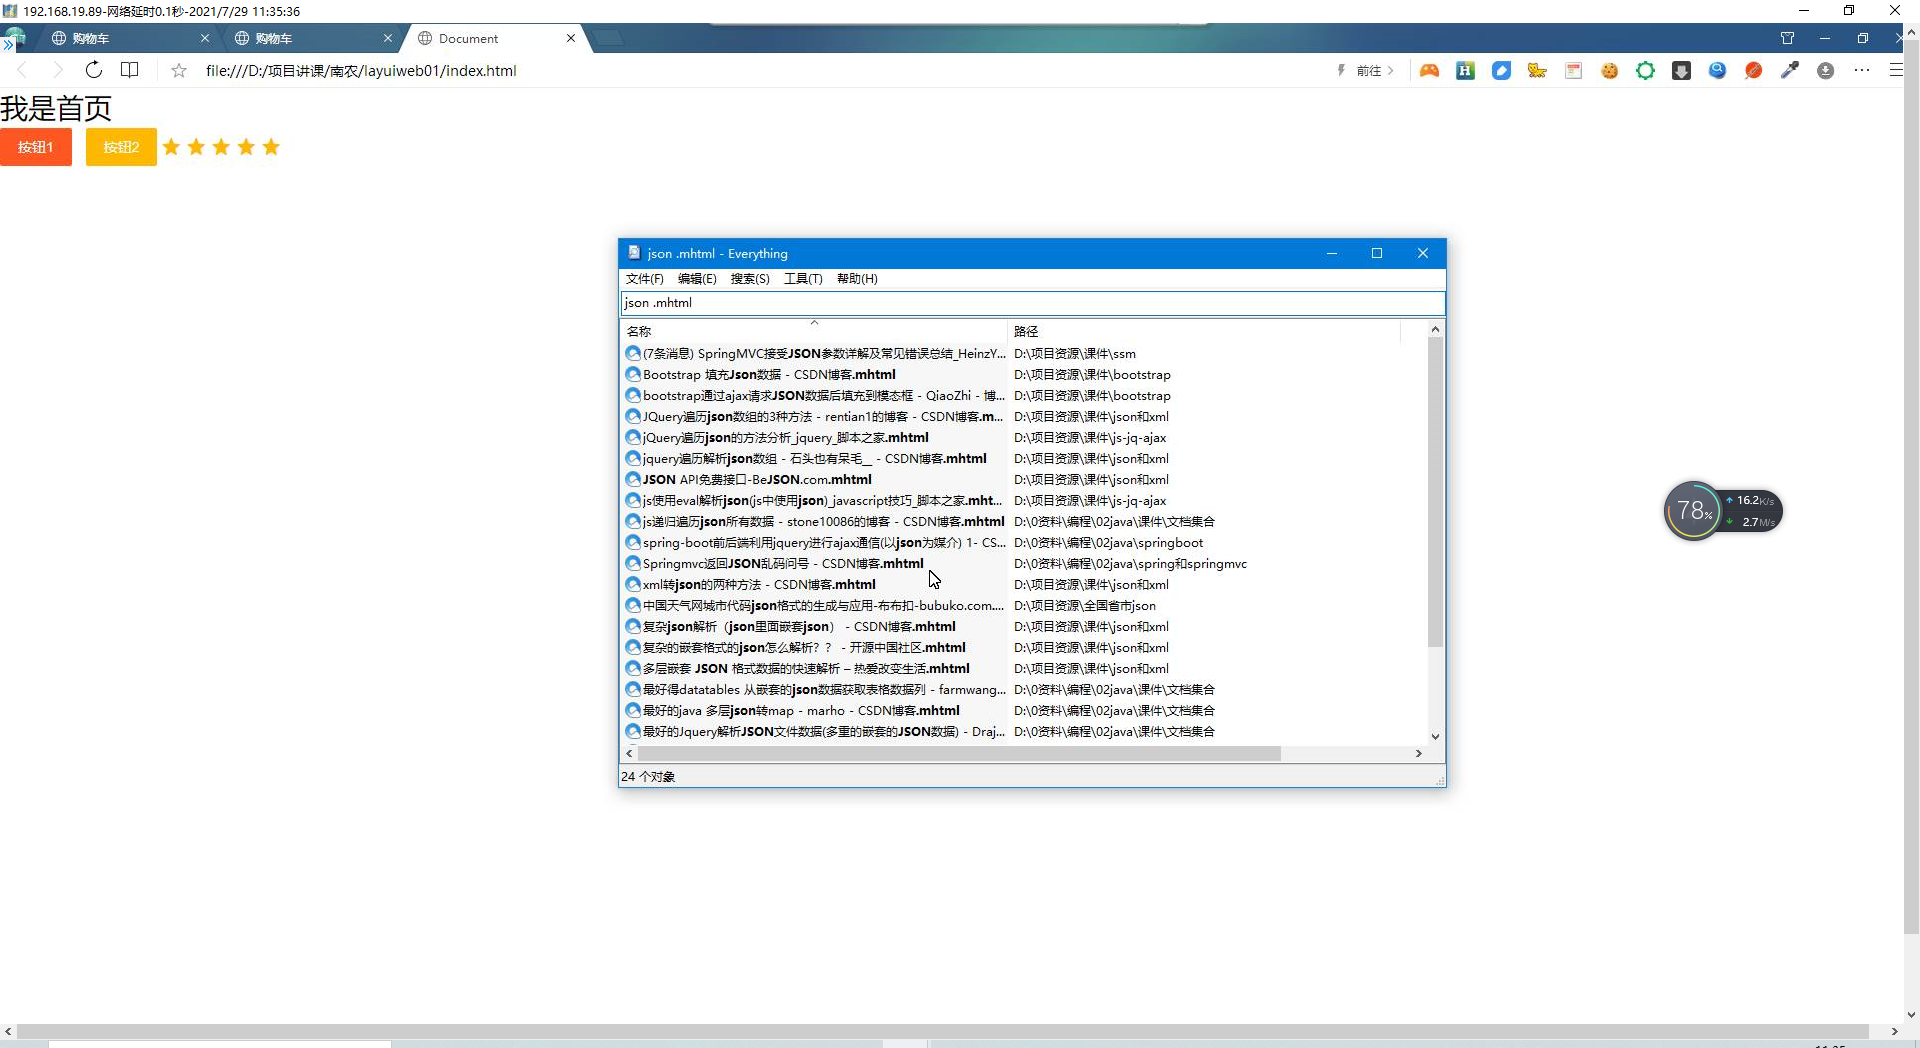 192.168.19.89-网络延时0.1秒-2021/7/29 11:35:36
购物车
购物车
Document
file:///D:/项目讲课/南农/layuiweb01/index.html
前往
我是首页
按钮1
按钮2
json .mhtml - Everything
文件(F) 编辑(E) 搜索(S) 工具(T) 帮助(H)
json .mhtml
名称 路径
(7条消息) SpringMVC接受JSON参数详解及常见错误总结_HeinzY... D:\项目资源\课件\ssm
Bootstrap 填充Json数据 - CSDN博客.mhtml D:\项目资源\课件\bootstrap
bootstrap通过ajax请求JSON数据后填充到模态框 - QiaoZhi - 博... D:\项目资源\课件\bootstrap
JQuery遍历json数组的3种方法 - rentian1的博客 - CSDN博客.m... D:\项目资源\课件\json和xml
jQuery遍历json的方法分析_jquery_脚本之家.mhtml D:\项目资源\课件\js-jq-ajax
jquery遍历解析json数组 - 石头也有呆毛__ - CSDN博客.mhtml D:\项目资源\课件\json和xml
JSON API免费接口-BeJSON.com.mhtml D:\项目资源\课件\json和xml
js使用eval解析json(js中使用json)_javascript技巧_脚本之家.mht... D:\项目资源\课件\js-jq-ajax
js递归遍历json所有数据 - stone10086的博客 - CSDN博客.mhtml D:\0资料\编程\02java\课件\文档集合
spring-boot前后端利用jquery进行ajax通信(以json为媒介) 1- CS... D:\0资料\编程\02java\springboot
Springmvc返回JSON乱码问号 - CSDN博客.mhtml D:\0资料\编程\02java\spring和springmvc
xml转json的两种方法 - CSDN博客.mhtml D:\项目资源\课件\json和xml
中国天气网城市代码json格式的生成与应用-布布扣-bubuko.com.... D:\项目资源\全国省市json
复杂json解析（json里面嵌套json） - CSDN博客.mhtml D:\项目资源\课件\json和xml
复杂的嵌套格式的json怎么解析？？ - 开源中国社区.mhtml D:\项目资源\课件\json和xml
多层嵌套 JSON 格式数据的快速解析 – 热爱改变生活.mhtml D:\项目资源\课件\json和xml
最好得datatables 从嵌套的json数据获取表格数据列 - farmwang... D:\0资料\编程\02java\课件\文档集合
最好的java 多层json转map - marho - CSDN博客.mhtml D:\0资料\编程\02java\课件\文档集合
最好的Jquery解析JSON文件数据(多重的嵌套的JSON数据) - Draj... D:\0资料\编程\02java\课件\文档集合
24 个对象
78%
16.2K/s
2.7M/s